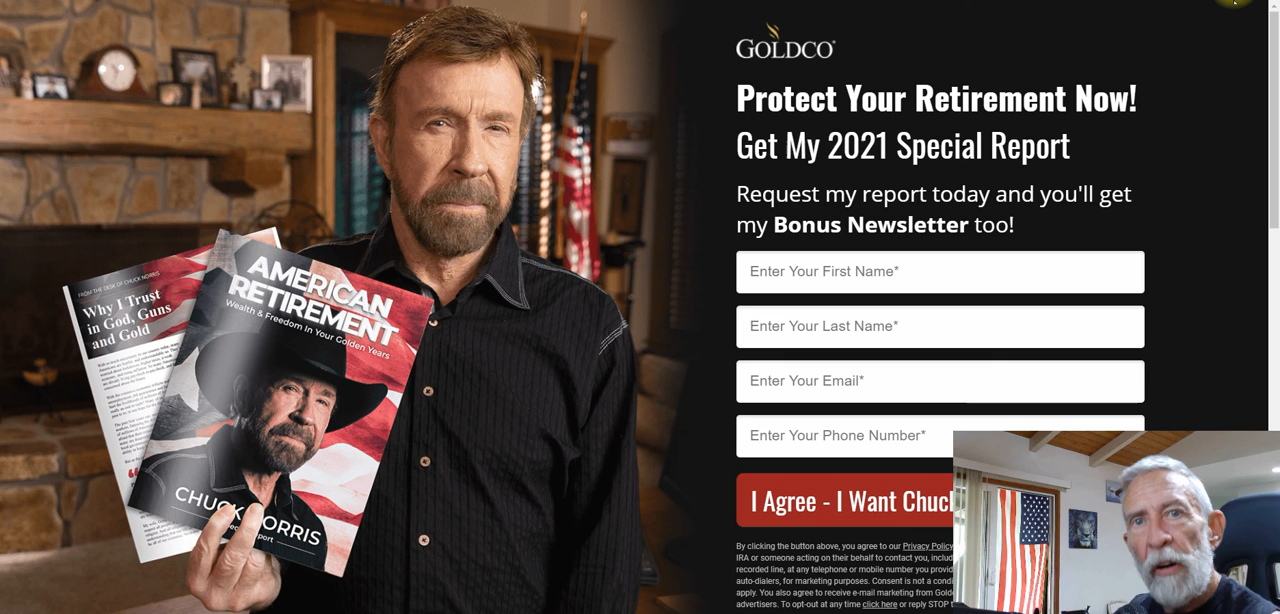 GOLDCO
Protect Your Retirement Now!
Get My 2021 Special Report
Request my report today and you'll get
my Bonus Newsletter too!
Enter Your First Name*
Enter Your Last Name*
Enter Your Email*
Enter Your Phone Number*
I Agree - I Want Chuck
By clicking the button above, you agree to our Privacy Policy
IRA or someone acting on their behalf to contact you,
recorded line, at any telephone or mobile number you
auto-dialers, for marketing purposes. Consent is not a
apply. You also agree to receive e-mail marketing from
advertisers. To opt-out at any time click here or reply STOP
FROM THE DESK OF CHUCK NORRIS
Why I Trust
in God, Guns
and Gold
AMERICAN
RETIREMENT
Wealth & Freedom In Your Golden Years
CHUCK NORRIS